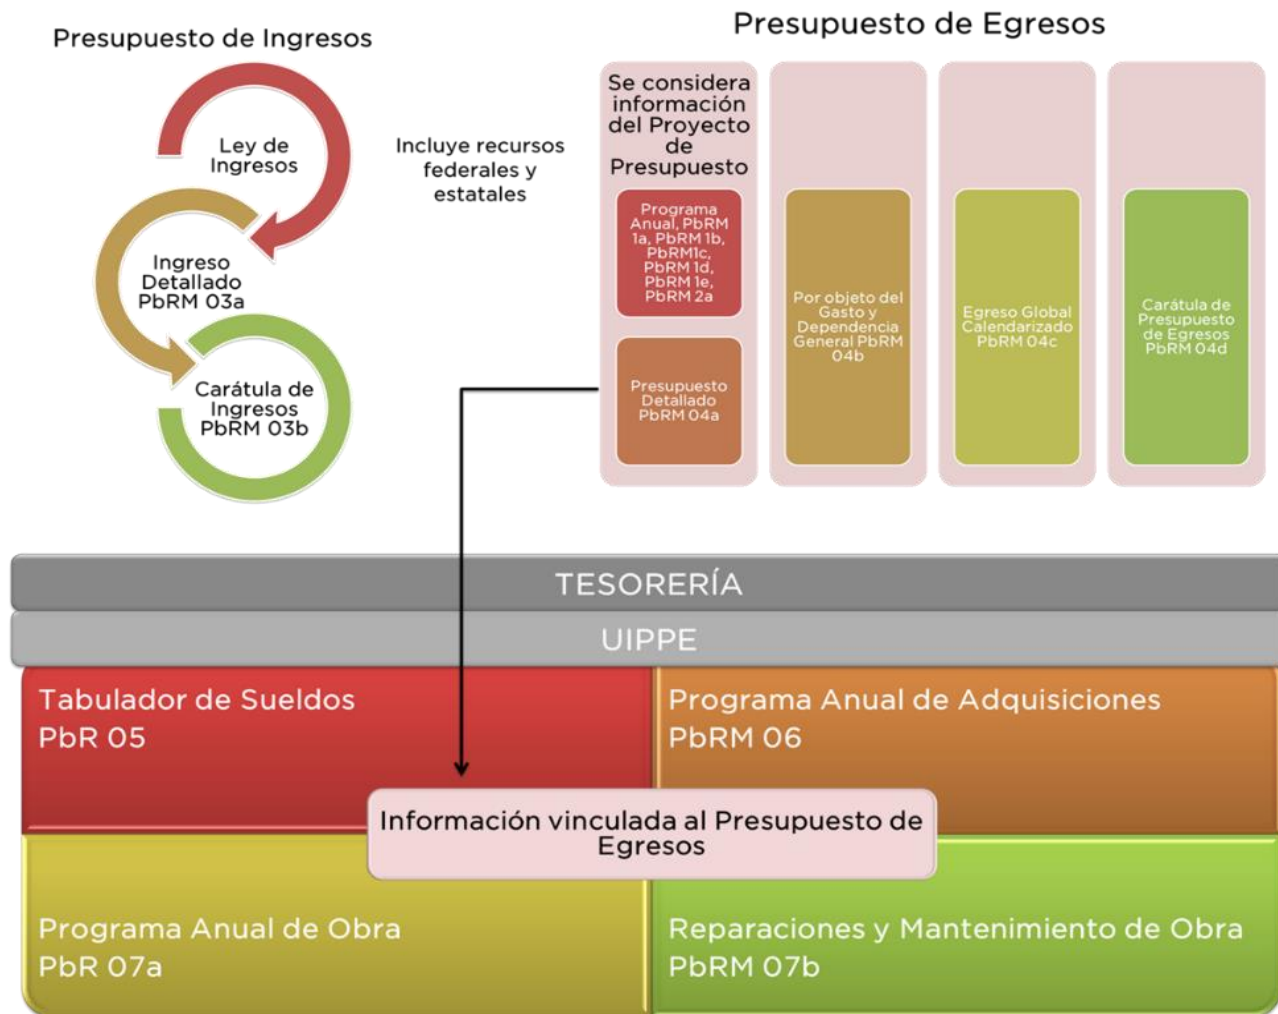 Presupuesto de Ingresos
Ley de
Ingresos
Incluye recursos
federales y
estatales
Ingreso
Detallado
PbRM 03a
Carátula de
Ingresos
PbRM 03b
Presupuesto de Egresos
Se considera
información
del Proyecto
de
Presupuesto
Programa
Anual, PbRM
1a, PbRM 1b,
PbRM1c,
PbRM 1d,
PbRM 1e,
PbRM 2a
Presupuesto
Detallado
PbRM 04a
Por objeto del
Gasto y
Dependencia
General PbRM
04b
Egreso Global
Calendarizado
PbRM 04c
Carátula de
Presupuesto
de Egresos
PbRM 04d
TESORERÍA
UIPPE
Tabulador de Sueldos
PbR 05
Programa Anual de Adquisiciones
PbRM 06
Información vinculada al Presupuesto de
Egresos
Programa Anual de Obra
PbR 07a
Reparaciones y Mantenimiento de Obra
PbRM 07b